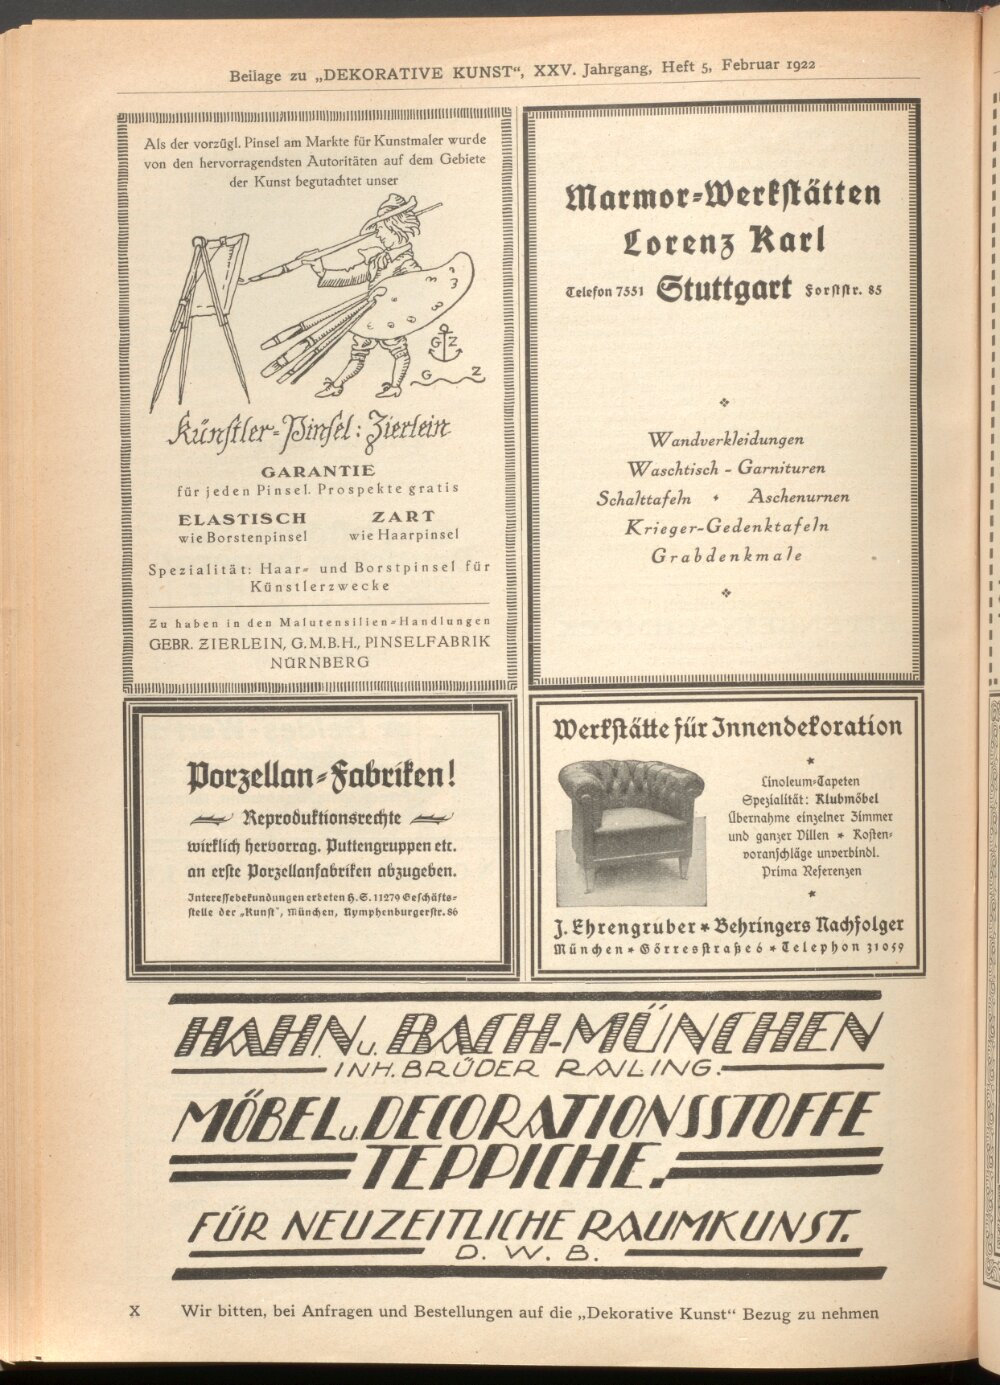 Beilage zu „DEKORATIVE KUNST“, XXV. Jahrgang, Heft 5, Februar 1922
Als der vorzügl. Pinsel am Markte für Kunstmaler wurde
von den hervorragendsten Autoritäten auf dem Gebiete
der Kunst begutachtet unser
G Z
G Z
Künstler-Pinsel: Zierlein
GARANTIE
für jeden Pinsel. Prospekte gratis
ELASTISCH ZART
wie Borstenpinsel wie Haarpinsel
Spezialität: Haar- und Borstpinsel für
Künstlerzwecke
Zu haben in den Malutensilien-Handlungen
GEBR. ZIERLEIN, G.M.B.H., PINSELFABRIK
NÜRNBERG
Marmor-Werkstätten
Lorenz Karl
Telefon 7551 Stuttgart Forststr. 85
Wandverkleidungen
Waschtisch - Garnituren
Schalttafeln • Aschenurnen
Krieger-Gedenktafeln
Grabdenkmale
Porzellan-Fabriken!
Reproduktionsrechte
wirklich hervorrag. Puttengruppen etc.
an erste Porzellanfabriken abzugeben.
Interessebekundungen erbeten H. S. 11279 Geschäfts-
stelle der „Kunst“, München, Nymphenburgerstr. 86
Werkstätte für Innendekoration
Linoleum-Tapeten
Spezialität: Klubmöbel
Übernahme einzelner Zimmer
und ganzer Villen * Kosten-
voranschläge unverbindl.
Prima Referenzen
J. Ehrengruber * Behringers Nachfolger
München * Görresstraße 6 * Telephon 31059
HAHN u. BACH-MÜNCHEN
INH. BRÜDER RAILING.
MÖBEL u. DECORATIONSSTOFFE
TEPPICHE.
FÜR NEUZEITLICHE RAUMKUNST.
D. W. B.
X Wir bitten, bei Anfragen und Bestellungen auf die „Dekorative Kunst“ Bezug zu nehmen